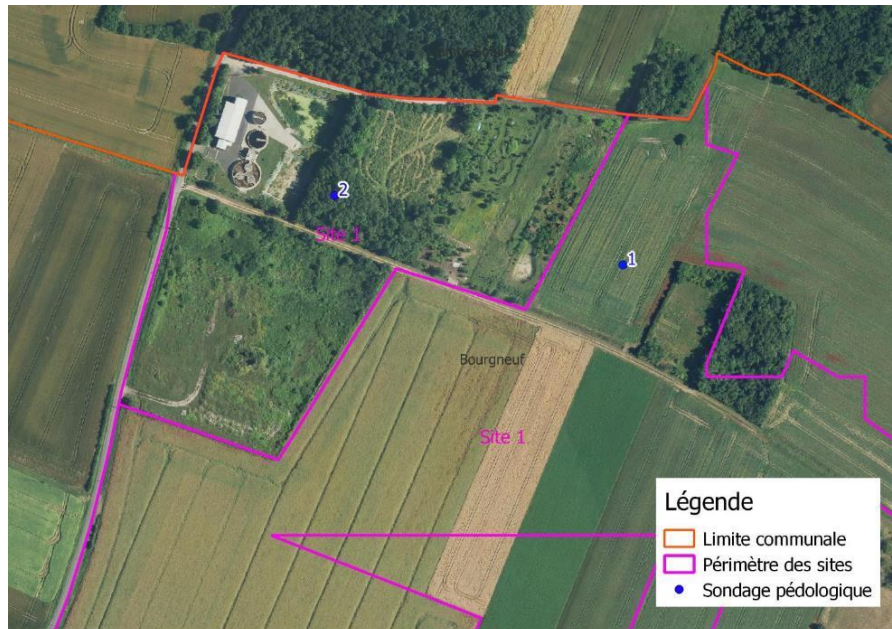 2
Site 1
1
Bourgneuf
Site 1
Légende
Limite communale
Périmètre des sites
Sondage pédologique